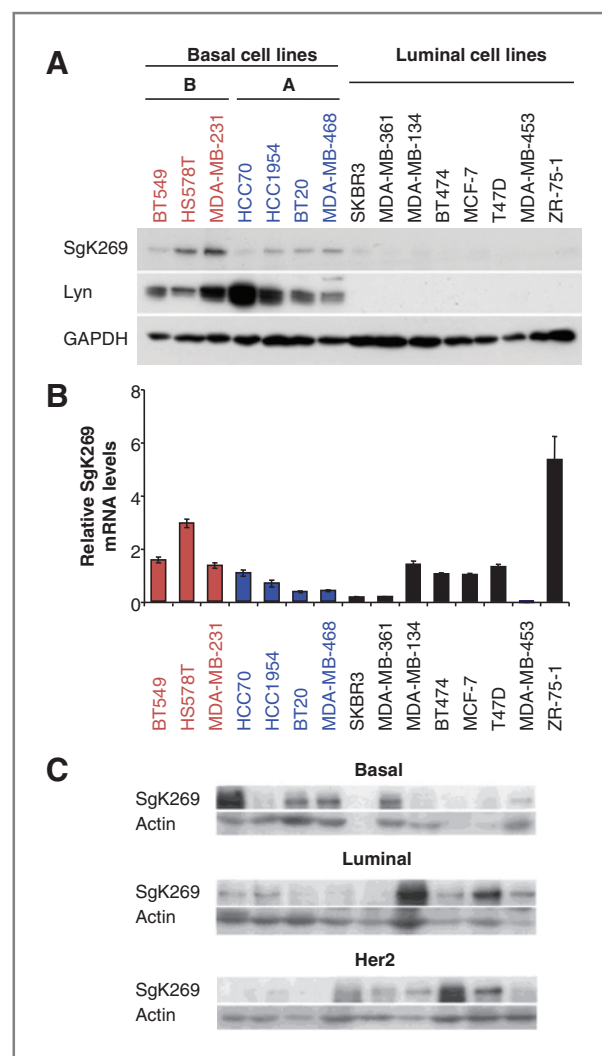 A
Basal cell lines
Luminal cell lines
B
A
BT549
HS578T
MDA-MB-231
HCC70
HCC1954
BT20
MDA-MB-468
SKBR3
MDA-MB-361
MDA-MB-134
BT474
MCF-7
T47D
MDA-MB-453
ZR-75-1
SgK269
Lyn
GAPDH
B
Relative SgK269
mRNA levels
8
6
4
2
0
BT549
HS578T
MDA-MB-231
HCC70
HCC1954
BT20
MDA-MB-468
SKBR3
MDA-MB-361
MDA-MB-134
BT474
MCF-7
T47D
MDA-MB-453
ZR-75-1
C
Basal
SgK269
Actin
Luminal
SgK269
Actin
Her2
SgK269
Actin